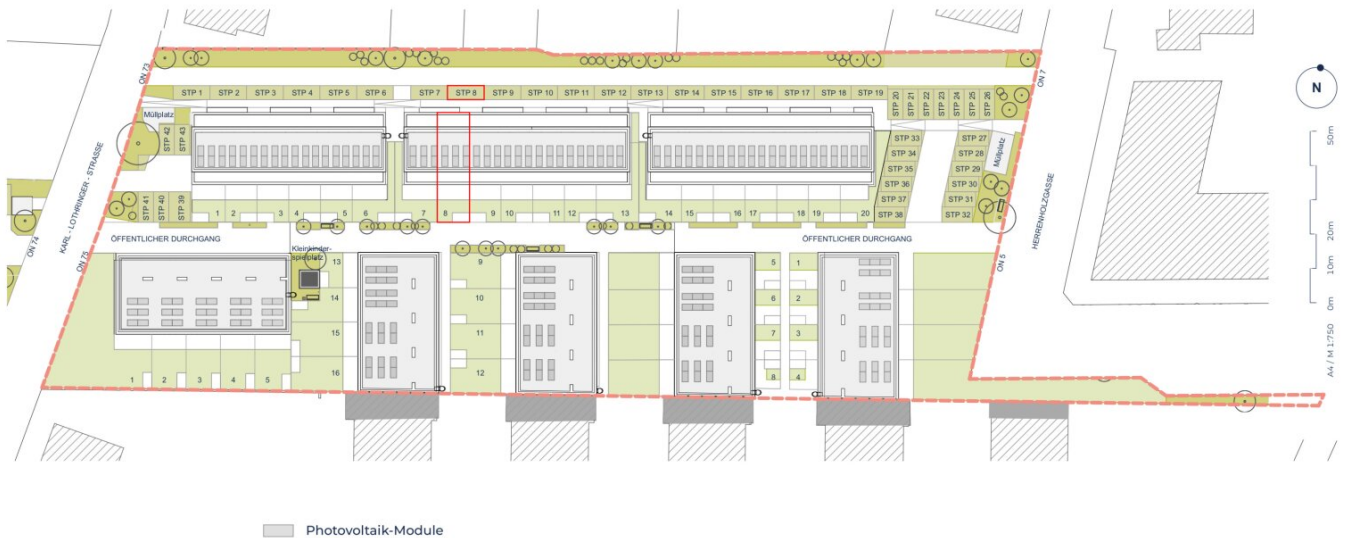 ON 73
ON 7
N
STP 1 STP 2 STP 3 STP 4 STP 5 STP 6 STP 7 STP 8 STP 9 STP 10 STP 11 STP 12 STP 13 STP 14 STP 15 STP 16 STP 17 STP 18 STP 19
STP 20
STP 21
STP 22
STP 23
STP 24
STP 25
STP 26
Müllplatz
STP 42
STP 43
STP 33
STP 34
STP 35
STP 36
STP 37
STP 38
STP 27
STP 28
STP 29
STP 30
STP 31
STP 32
Müllplatz
STP 41
STP 40
STP 39
1 2 3 4 5 6 7 8 9 10 11 12 13 14 15 16 17 18 19 20
KARL - LOTHRINGER - STRASSE
HERRENHOLZGASSE
ON 74
ON 75
ON 5
ÖFFENTLICHER DURCHGANG
ÖFFENTLICHER DURCHGANG
Kleinkinder-
spielplatz
13
14
15
16
9
10
11
12
5 1
6 2
7 3
8 4
1 2 3 4 5
50m
20m
10m
0m
A4 / M 1:750
Photovoltaik-Module